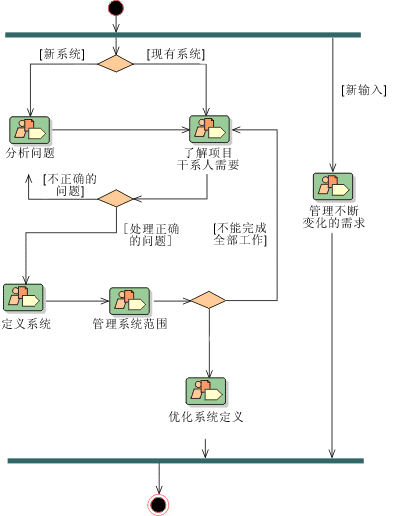 [新系统]
[现有系统]
[新输入]
分析问题
了解项目
干系人需要
[不正确的
问题]
管理不断
变化的需求
[处理正确
的问题]
[不能完成
全部工作]
定义系统
管理系统范围
优化系统定义